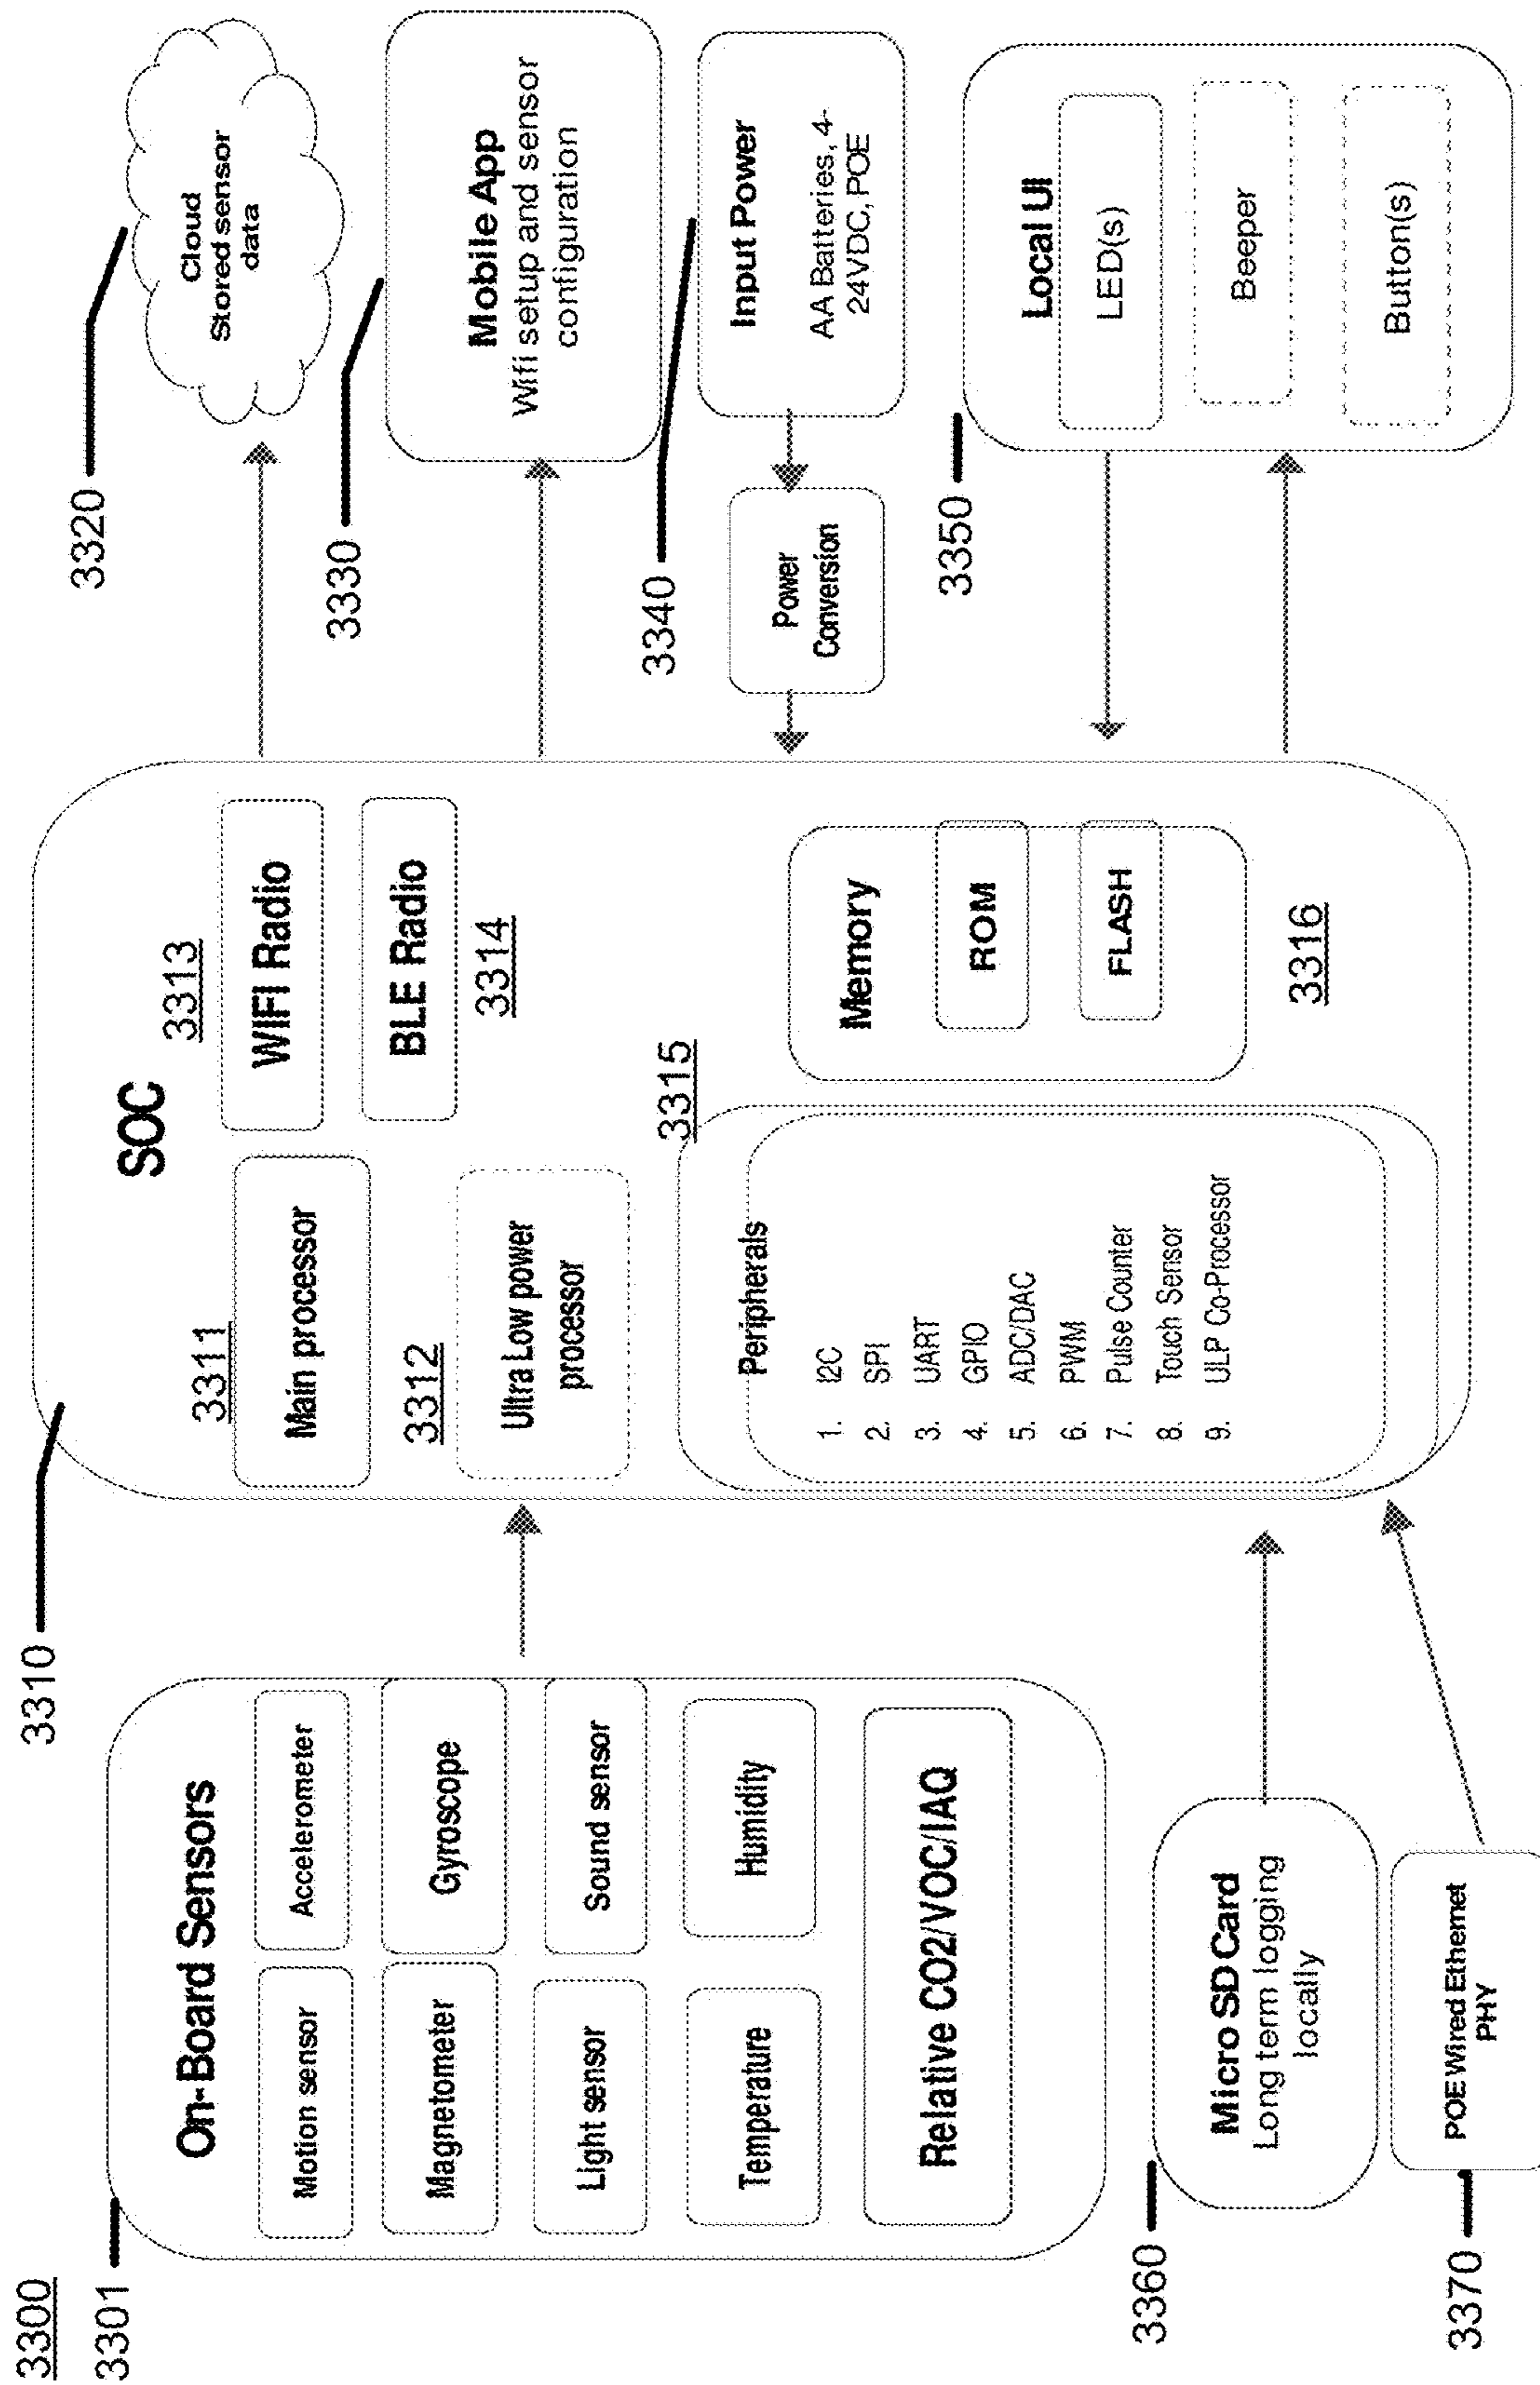 3300
3301
On-Board Sensors
Motion sensor
Accelerometer
Magnetometer
Gyroscope
Light sensor
Sound sensor
Temperature
Humidity
Relative CO2/VOC/IAQ
3360
Micro SD Card
Long term logging
locally
3370
POE Wired Ethernet
PHY
3310
SOC
3311
Main processor
3312
Ultra Low power
processor
3313
WIFI Radio
BLE Radio
3314
3315
Peripherals
1. I2C
2. SPI
3. UART
4. GPIO
5. ADC/DAC
6. PWM
7. Pulse Counter
8. Touch Sensor
9. ULP Co-Processor
Memory
ROM
FLASH
3316
3320
Cloud
Stored sensor
data
3330
Mobile App
Wifi setup and sensor
configuration
3340
Input Power
AA Batteries, 4-
24VDC, POE
Power
Conversion
3350
Local UI
LED(s)
Beeper
Button(s)